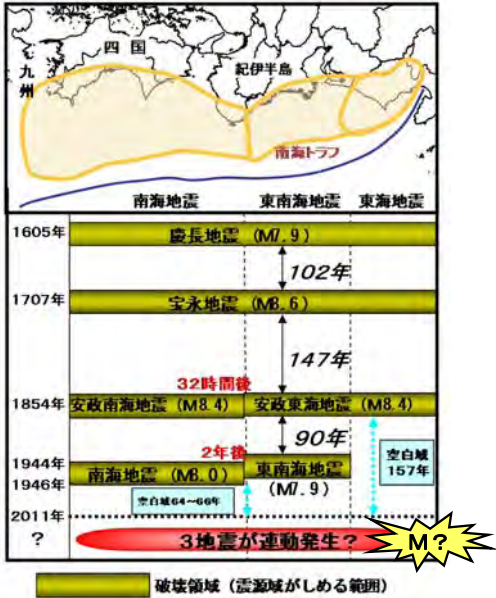 四国
九州
紀伊半島
南海トラフ
南海地震 東南海地震 東海地震
1605年 慶長地震 (M7.9)
102年
1707年 宝永地震 (M8.6)
147年
32時間後
1854年 安政南海地震 (M8.4) 安政東海地震 (M8.4)
90年
2年後
空白域
157年
1944年
1946年
南海地震 (M8.0) 東南海地震
(M7.9)
空白域64~66年
2011年
? 3地震が連動発生? M?
破壊領域 (震源域がしめる範囲)